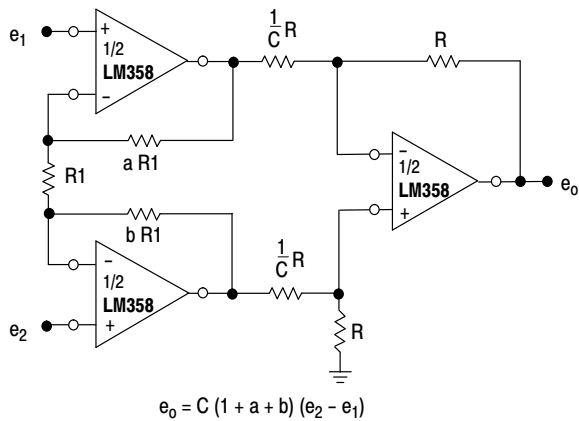 e1
+
1/2
LM358
−
1/C R
R
a R1
R1
b R1
−
1/2
LM358
+
eo
−
1/2
LM358
+
1/C R
R
e2
eo = C (1 + a + b) (e2 − e1)